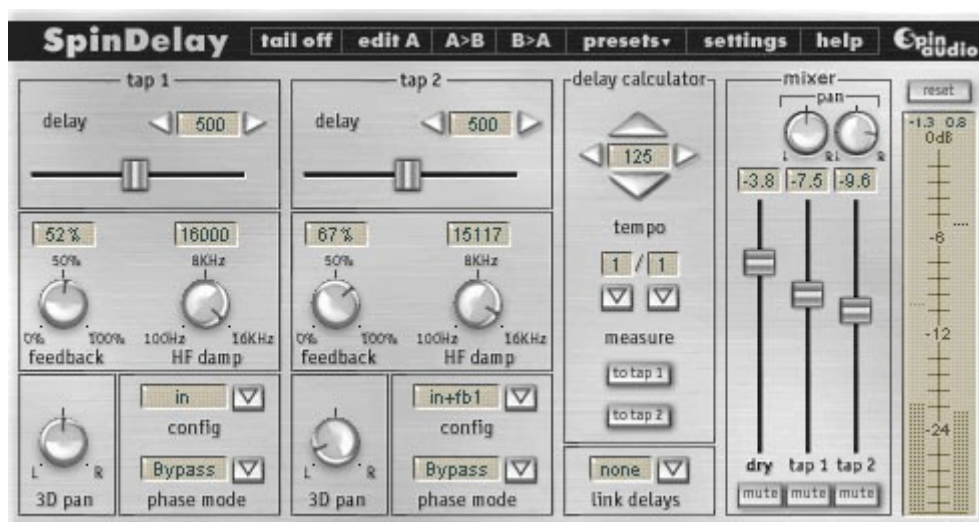 SpinDelay tail off edit A A>B B>A presets▾ settings help Spin audio
tap 1
delay 500
52% 16000
50% 8KHz
0% 100% 100Hz 16KHz
feedback HF damp
in
config
L R
Bypass
3D pan phase mode
tap 2
delay 500
67% 15117
50% 8KHz
0% 100% 100Hz 16KHz
feedback HF damp
in+fb1
config
L R
Bypass
3D pan phase mode
delay calculator
125
tempo
1 / 1
measure
to tap 1
to tap 2
none
link delays
mixer
pan
L R L R
-3.8 -7.5 -9.6
dry tap 1 tap 2
mute mute mute
reset
-1.3 0.8
0dB
-6
-12
-24